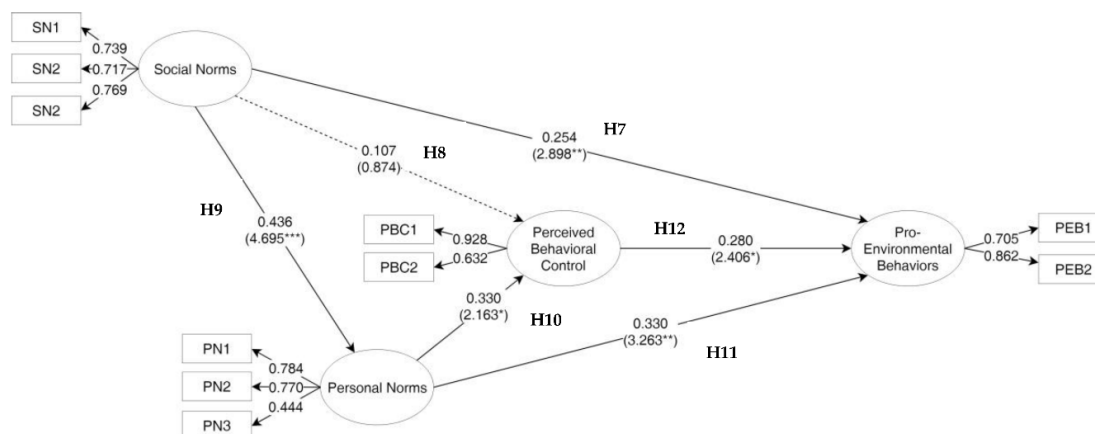 SN1
0.739
SN2
0.717
SN2
0.769
Social Norms
0.254
(2.898**)
H7
0.107
(0.874)
H8
H9
0.436
(4.695***)
PBC1
0.928
PBC2
0.632
Perceived
Behavioral
Control
H12
0.280
(2.406*)
Pro-
Environmental
Behaviors
0.705
PEB1
0.862
PEB2
0.330
(2.163*)
H10
0.330
(3.263**)
H11
PN1
0.784
PN2
0.770
PN3
0.444
Personal Norms